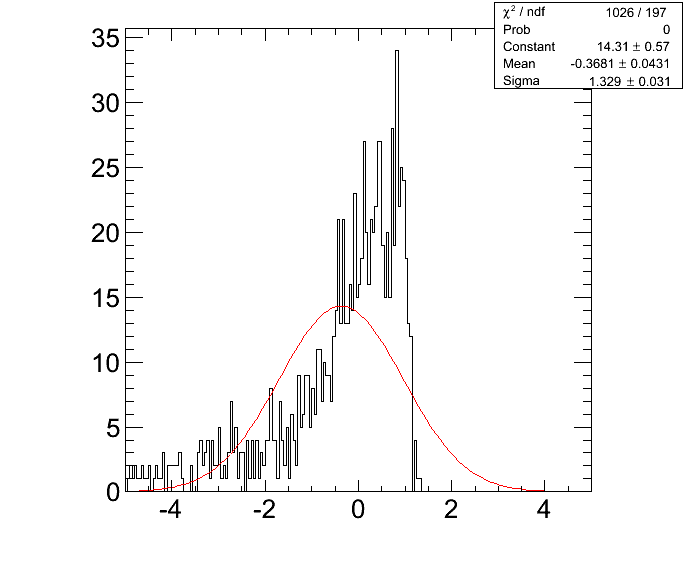 χ² / ndf 1026 / 197
Prob 0
Constant 14.31 ± 0.57
Mean -0.3681 ± 0.0431
Sigma 1.329 ± 0.031
35
30
25
20
15
10
5
0
-4 -2 0 2 4